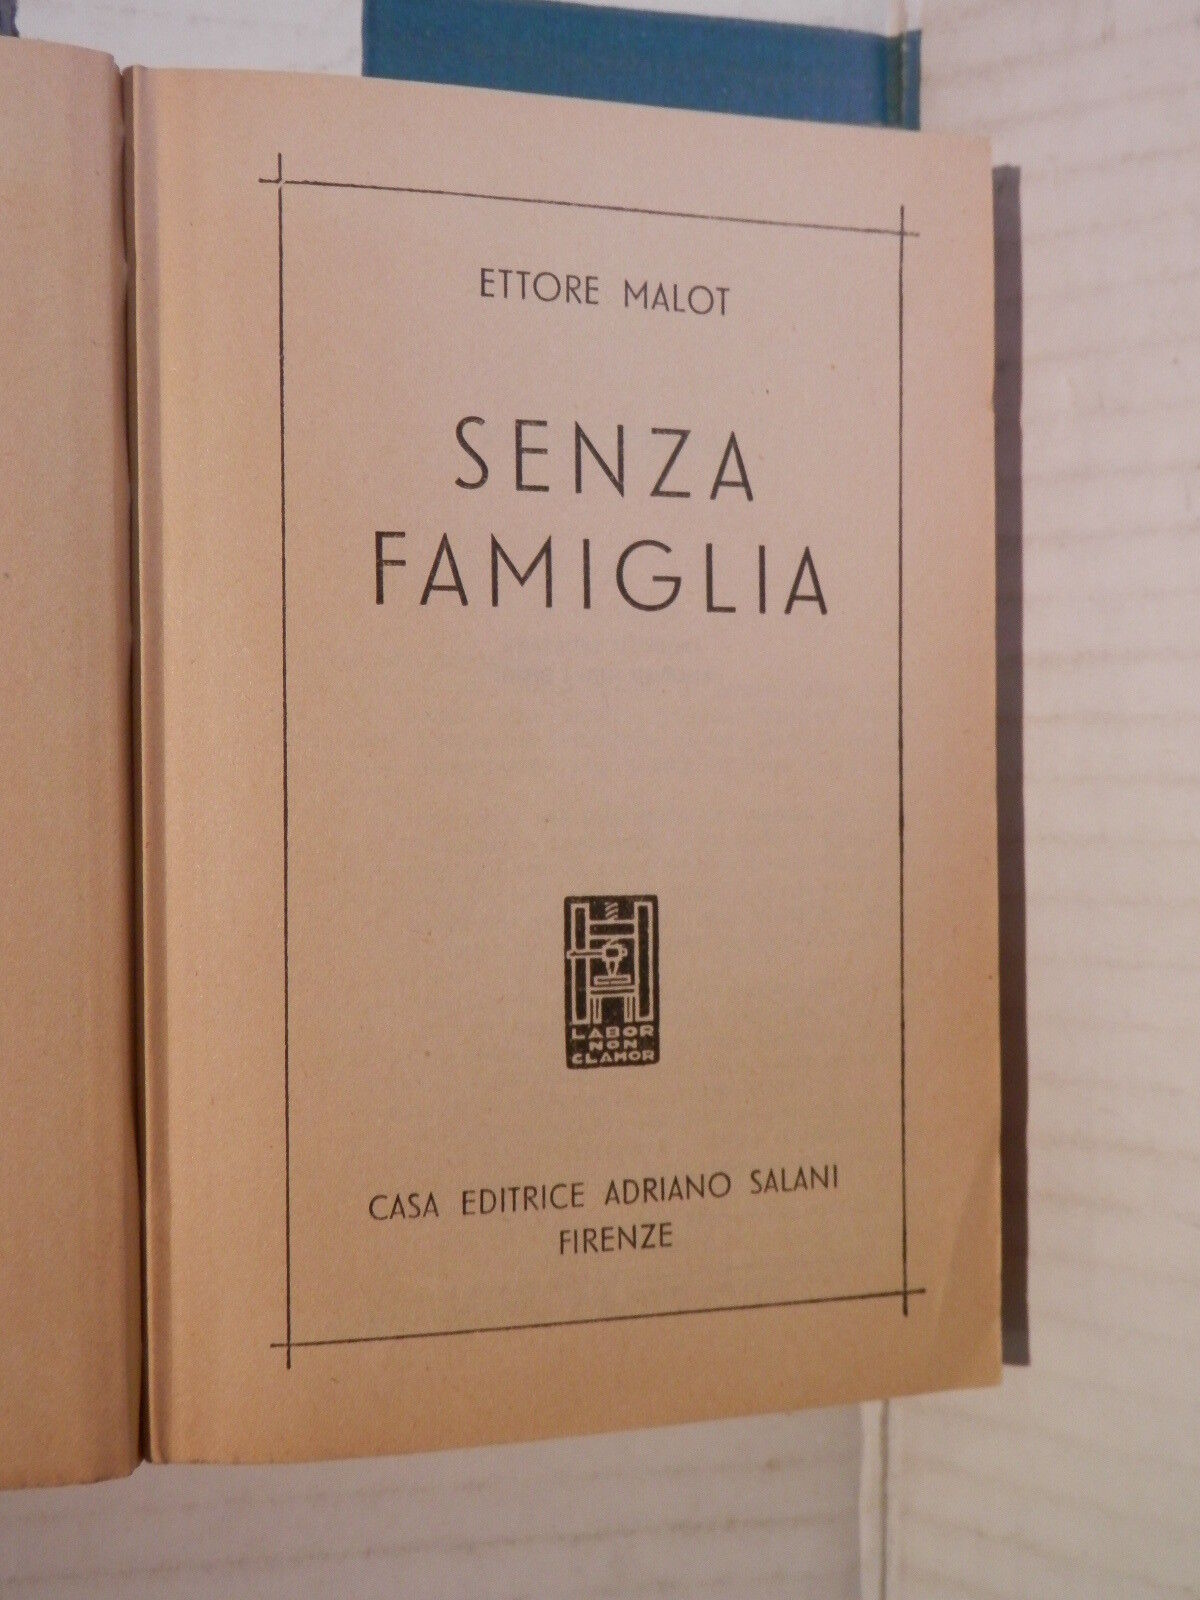 ETTORE MALOT
SENZA
FAMIGLIA
LABOR
NON
CLAMOR
CASA EDITRICE ADRIANO SALANI
FIRENZE